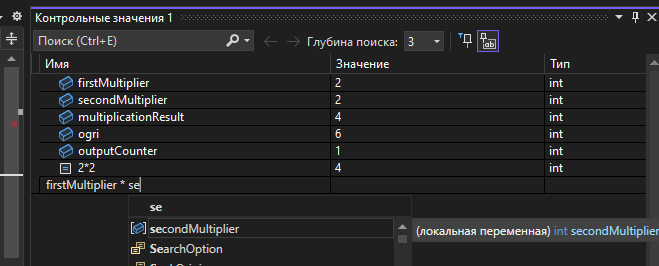 Контрольные значения 1
Поиск (Ctrl+E) Глубина поиска: 3
Имя Значение Тип
firstMultiplier 2 int
secondMultiplier 2 int
multiplicationResult 4 int
ogri 6 int
outputCounter 1 int
2*2 4 int
firstMultiplier * se
se
secondMultiplier (локальная переменная) int secondMultiplier
SearchOption